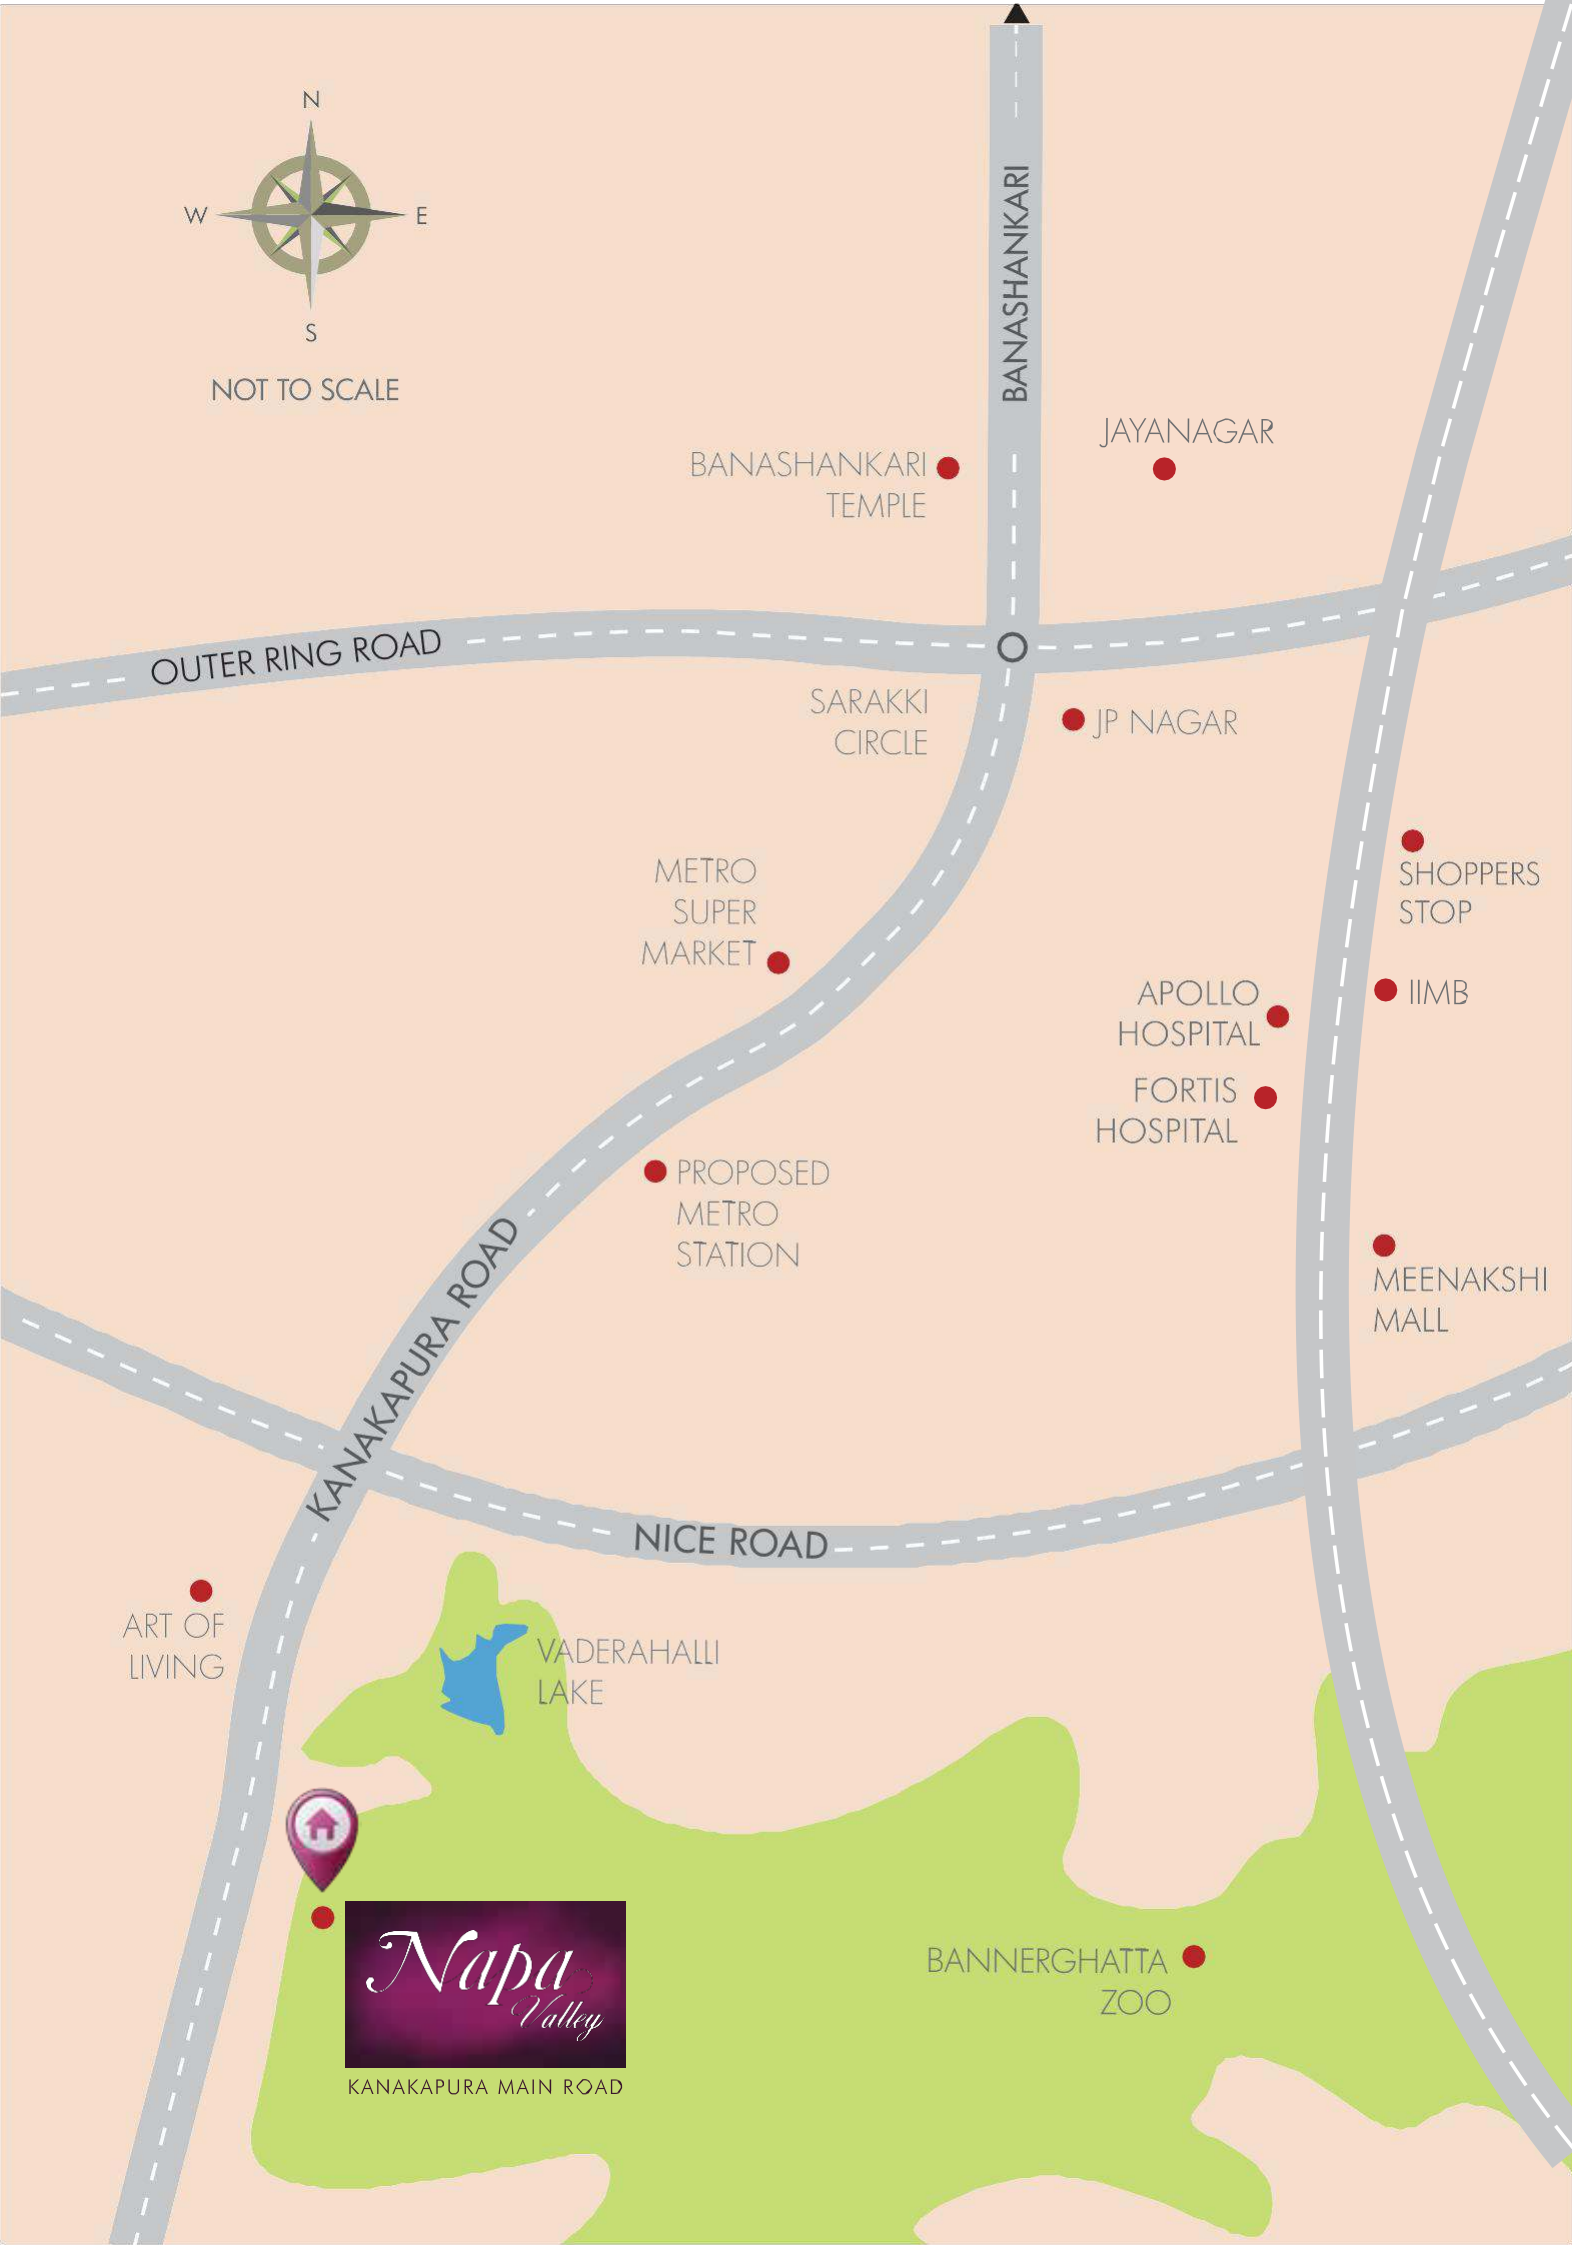 N
W
E
S
NOT TO SCALE
BANASHANKARI
JAYANAGAR
BANASHANKARI
TEMPLE
OUTER RING ROAD
SARAKKI
CIRCLE
JP NAGAR
METRO
SUPER
MARKET
SHOPPERS
STOP
APOLLO
HOSPITAL
IIMB
FORTIS
HOSPITAL
PROPOSED
METRO
STATION
KANAKAPURA ROAD
MEENAKSHI
MALL
NICE ROAD
ART OF
LIVING
VADERAHALLI
LAKE
Napa
Valley
KANAKAPURA MAIN ROAD
BANNERGHATTA
ZOO